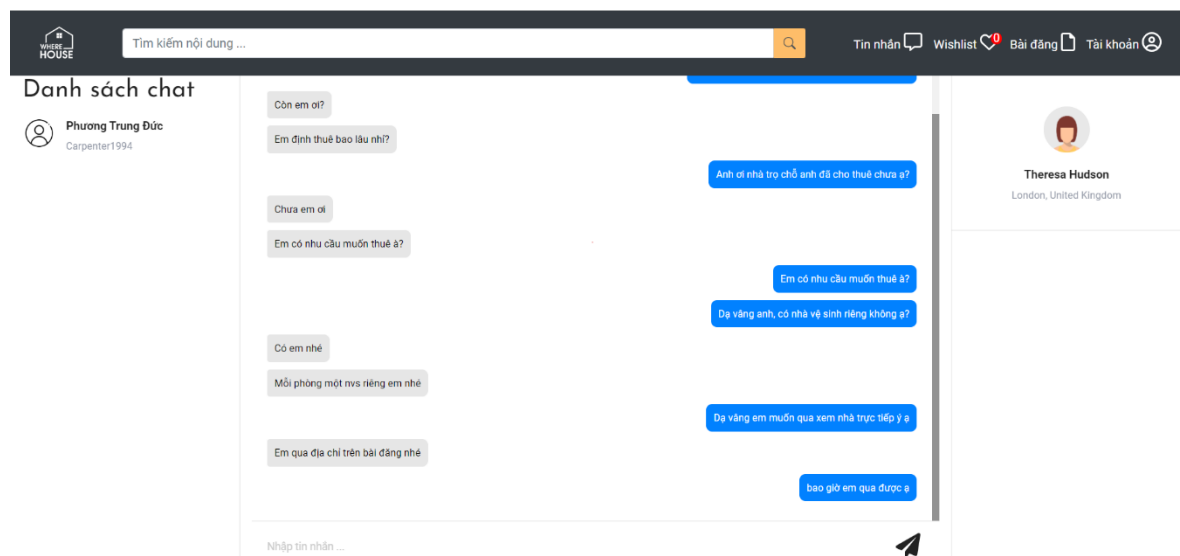 WHERE
HOUSE
Tìm kiếm nội dung ...
Tin nhắn
Wishlist
0
Bài đăng
Tài khoản
Danh sách chat
Phương Trung Đức
Carpenter1994
Còn em ơi?
Em định thuê bao lâu nhỉ?
Anh ơi nhà trọ chỗ anh đã cho thuê chưa ạ?
Chưa em ơi
Em có nhu cầu muốn thuê à?
Em có nhu cầu muốn thuê à?
Dạ vâng anh, có nhà vệ sinh riêng không ạ?
Có em nhé
Mỗi phòng một nvs riêng em nhé
Dạ vâng em muốn qua xem nhà trực tiếp ý ạ
Em qua địa chỉ trên bài đăng nhé
bao giờ em qua được ạ
Nhập tin nhắn ...
Theresa Hudson
London, United Kingdom